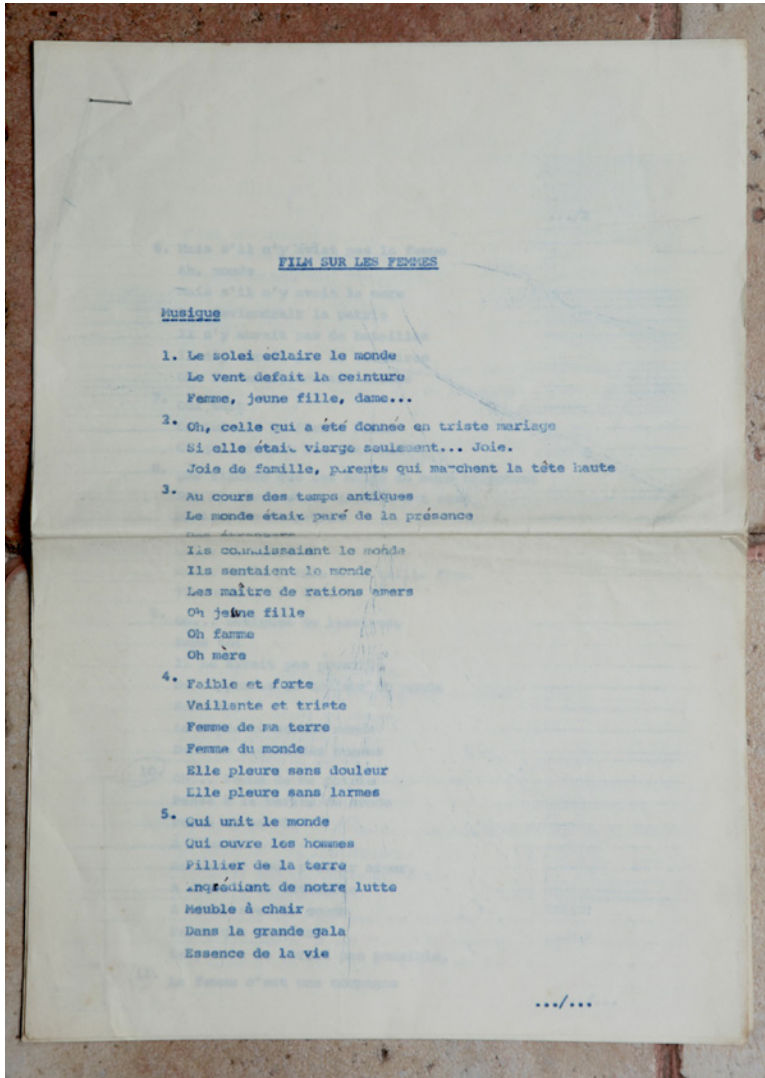 FILM SUR LES FEMMES
Musique
1. Le solei éclaire le monde
Le vent defait la ceinture
Femme, jeune fille, dame...
2. Oh, celle qui a été donnée en triste mariage
Si elle était vierge seulement... Joie.
Joie de famille, parents qui marchent la tête haute
3. Au cours des temps antiques
Le monde était paré de la présence
Des étrangers
Ils connaissaient le monde
Ils sentaient le monde
Les maître de rations amers
Oh jeune fille
Oh famme
Oh mère
4. Faible et forte
Vaillante et triste
Femme de ma terre
Femme du monde
Elle pleure sans douleur
Elle pleure sans larmes
5. Qui unit le monde
Qui ouvre les hommes
Pillier de la terre
Ingrédiant de notre lutte
Meuble à chair
Dans la grande gala
Essence de la vie
.../...